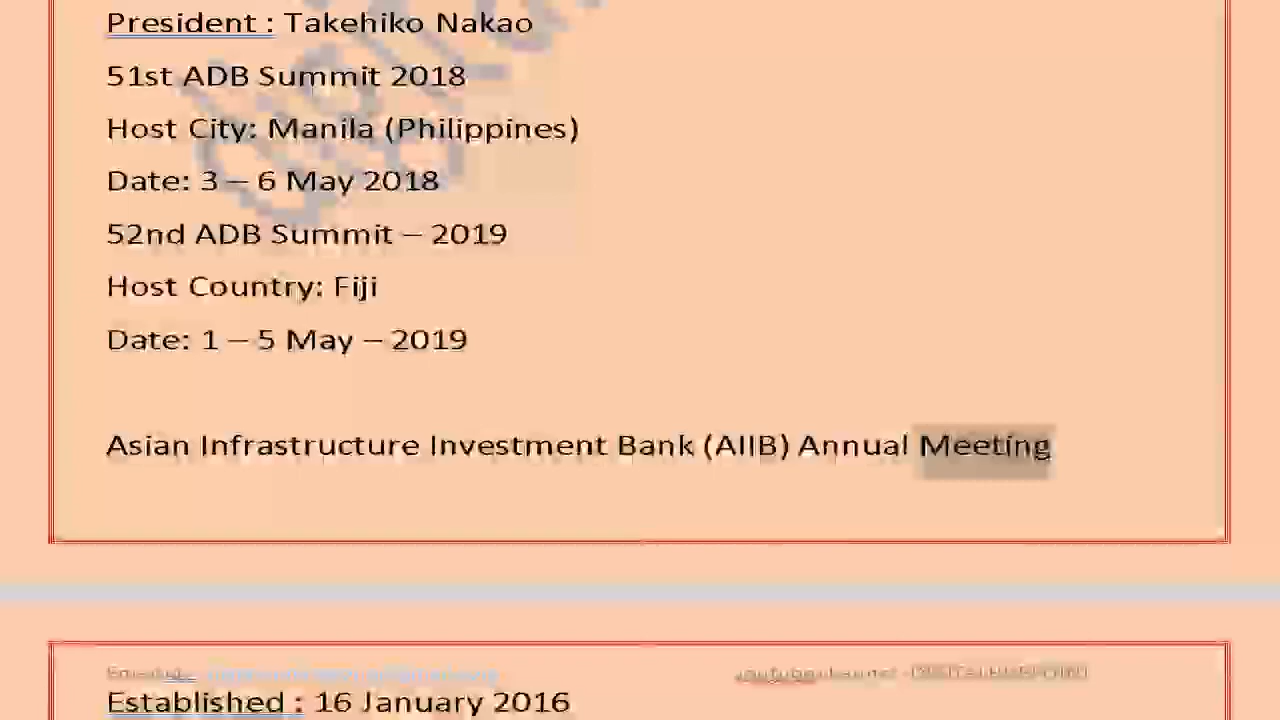 President : Takehiko Nakao
51st ADB Summit 2018
Host City: Manila (Philippines)
Date: 3 – 6 May 2018
52nd ADB Summit – 2019
Host Country: Fiji
Date: 1 – 5 May – 2019
Asian Infrastructure Investment Bank (AIIB) Annual Meeting
Established : 16 January 2016